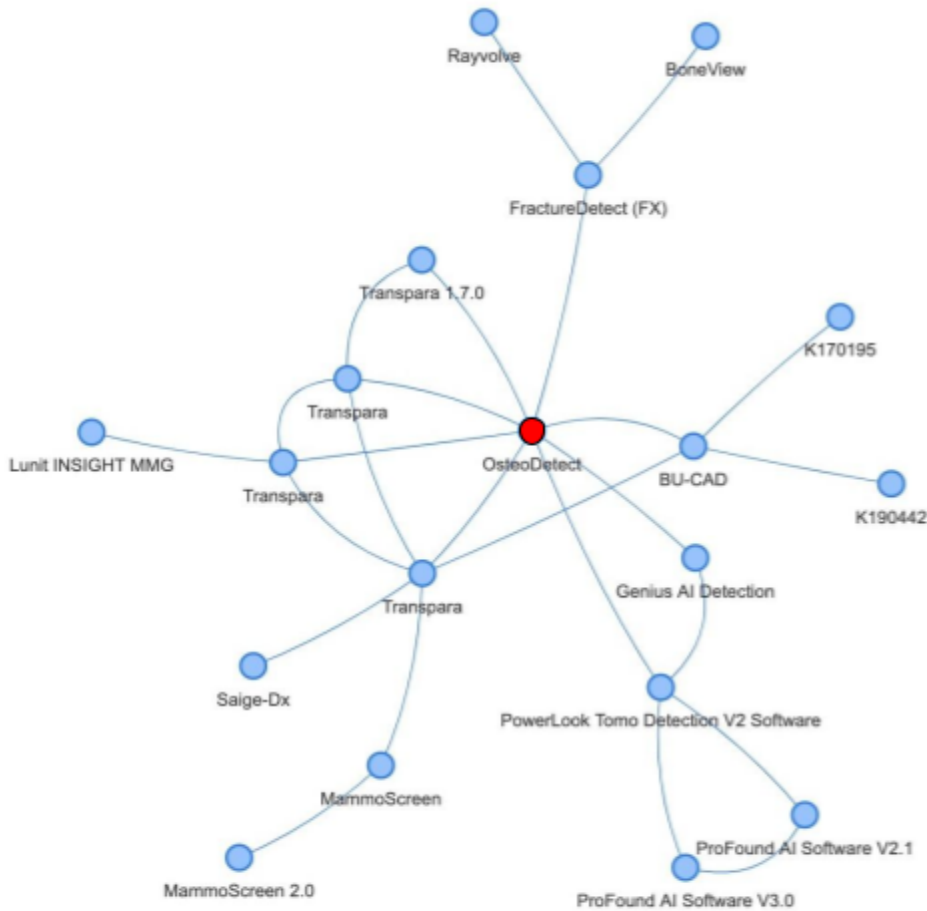 Rayvolve
BoneView
FractureDetect (FX)
Transpara 1.7.0
K170195
Transpara
OsteoDetect
Lunit INSIGHT MMG
BU-CAD
Transpara
K190442
Genius AI Detection
Transpara
Saige-Dx
PowerLook Tomo Detection V2 Software
MammoScreen
ProFound AI Software V2.1
MammoScreen 2.0
ProFound AI Software V3.0